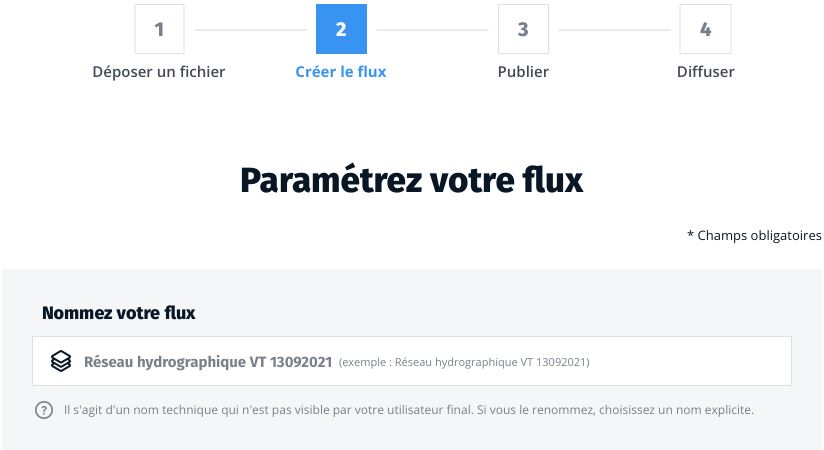 1 2 3 4
Déposer un fichier Créer le flux Publier Diffuser
Paramétrez votre flux
* Champs obligatoires
Nommez votre flux
Réseau hydrographique VT 13092021 (exemple : Réseau hydrographique VT 13092021)
? Il s'agit d'un nom technique qui n'est pas visible par votre utilisateur final. Si vous le renommez, choisissez un nom explicite.